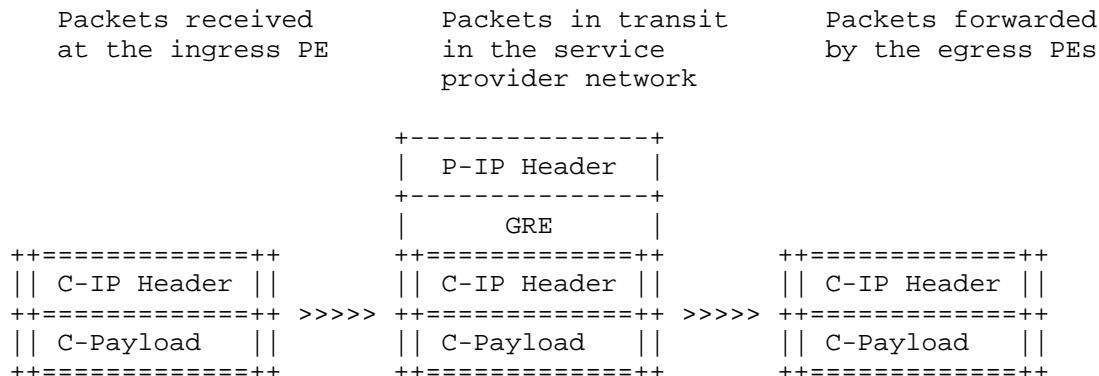 Packets received        Packets in transit      Packets forwarded
at the ingress PE       in the service          by the egress PEs
                        provider network

                     +---------------+
                     |  P-IP Header  |
                     +---------------+
                     |      GRE      |
++=============++    ++=============++    ++=============++
|| C-IP Header ||    || C-IP Header ||    || C-IP Header ||
++=============++ >>>>> ++=============++ >>>>> ++=============++
|| C-Payload   ||    || C-Payload   ||    || C-Payload   ||
++=============++    ++=============++    ++=============++